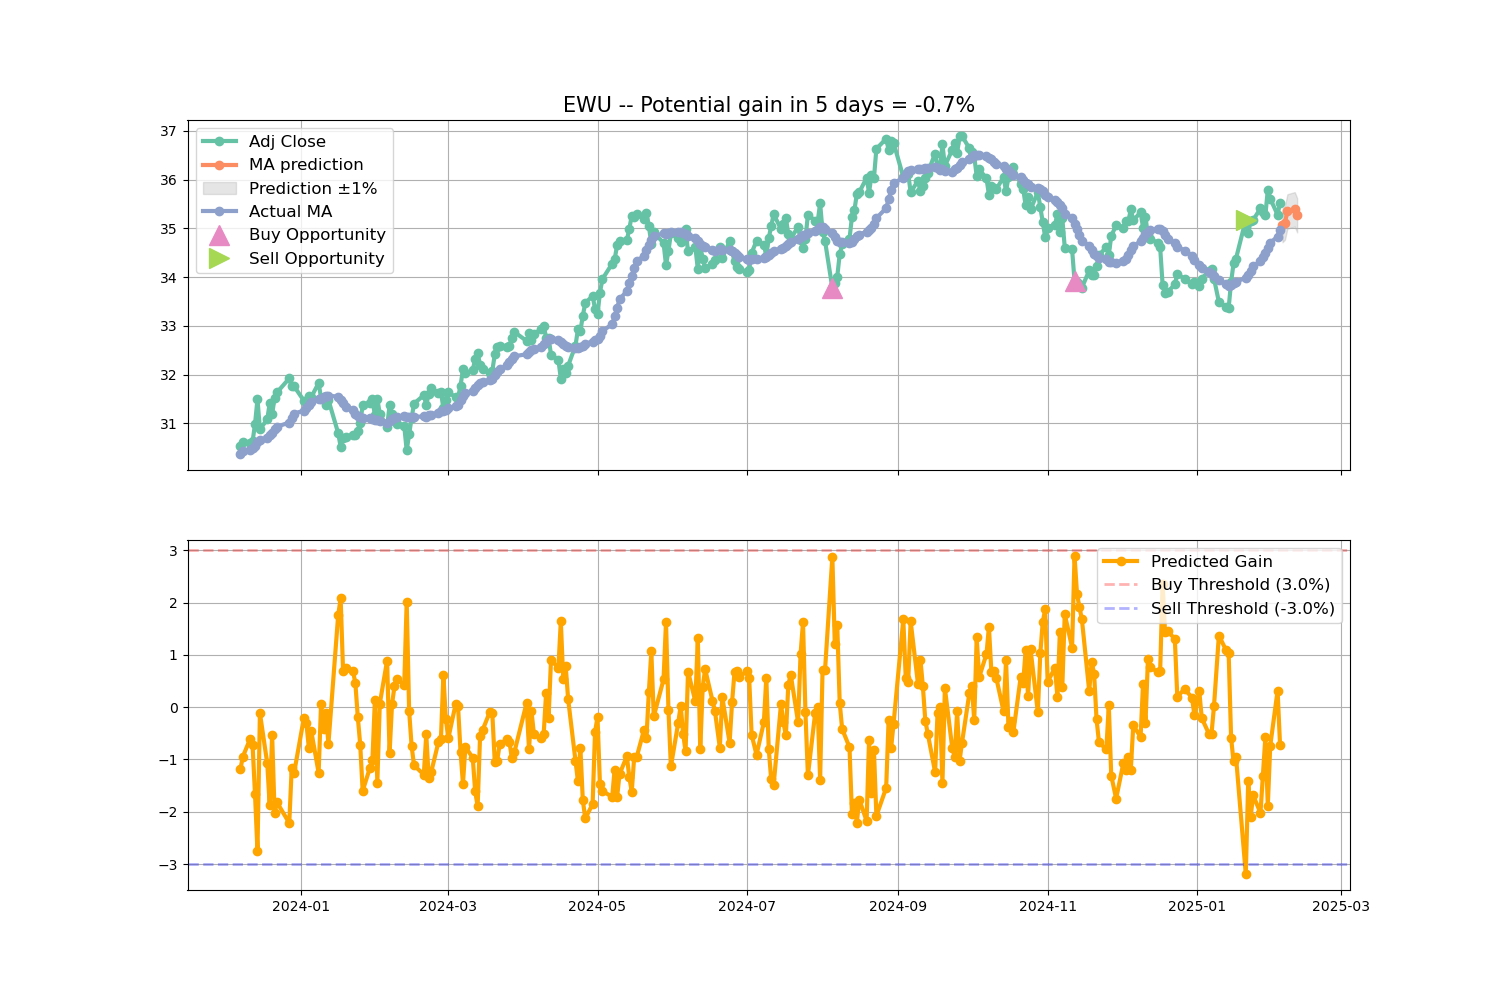 EWU -- Potential gain in 5 days = -0.7%
37
36
35
34
33
32
31
Adj Close
MA prediction
Prediction ±1%
Actual MA
Buy Opportunity
Sell Opportunity
3
2
1
0
−1
−2
−3
Predicted Gain
Buy Threshold (3.0%)
Sell Threshold (-3.0%)
2024-01
2024-03
2024-05
2024-07
2024-09
2024-11
2025-01
2025-03